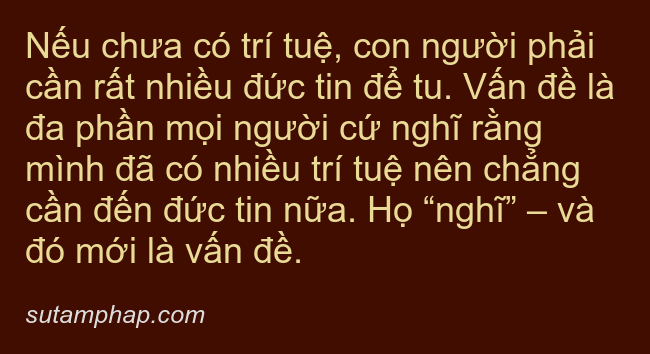 Nếu chưa có trí tuệ, con người phải
cần rất nhiều đức tin để tu. Vấn đề là
đa phần mọi người cứ nghĩ rằng
mình đã có nhiều trí tuệ nên chẳng
cần đến đức tin nữa. Họ “nghĩ” – và
đó mới là vấn đề.
sutamphap.com